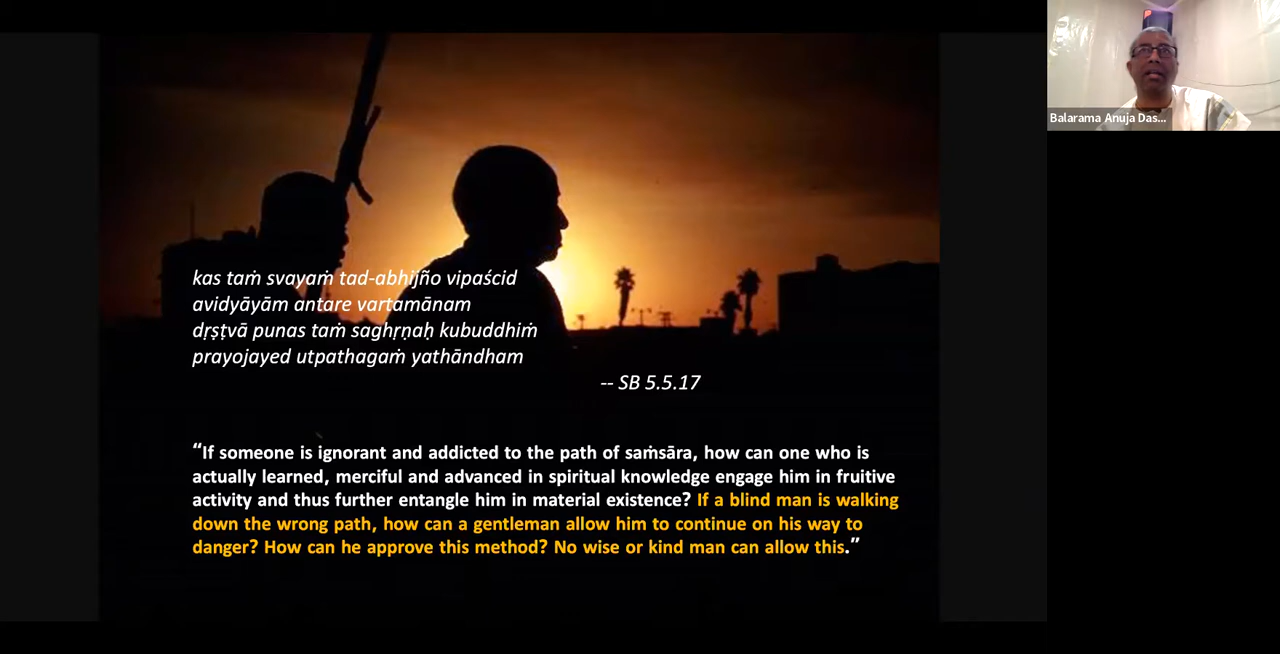 kas taṁ svayaṁ tad-abhijño vipaścid
avidyāyām antare vartamānam
dṛṣṭvā punas taṁ saghṛṇaḥ kubuddhiṁ
prayojayed utpathagaṁ yathāndham
-- SB 5.5.17
“If someone is ignorant and addicted to the path of saṁsāra, how can one who is
actually learned, merciful and advanced in spiritual knowledge engage him in fruitive
activity and thus further entangle him in material existence? If a blind man is walking
down the wrong path, how can a gentleman allow him to continue on his way to
danger? How can he approve this method? No wise or kind man can allow this.”
Balarama Anuja Das...